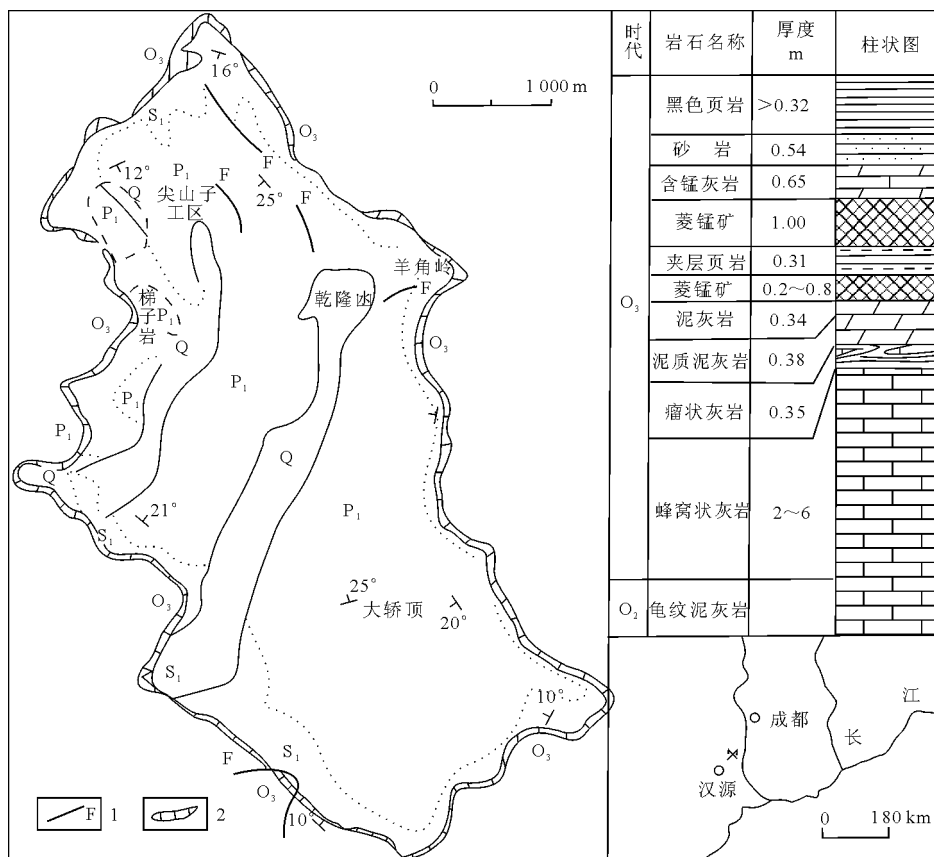 O₃
16°
0 1 000 m
S₁
O₃
12°
P₁
F
F
25°
Q
尖山子
工区
P₁
F
羊角岭
F
乾隆凼
梯
子
岩
P₁
O₃
Q
O₃
P₁
P₁
P₁
Q
Q
P₁
21°
S₁
25°
大轿顶
20°
O₃
S₁
10°
F
S₁
O₃
O₃
10°
F 1
2
时代 岩石名称 厚度 m 柱状图
黑色页岩 >0.32
砂 岩 0.54
含锰灰岩 0.65
菱锰矿 1.00
夹层页岩 0.31
O₃
菱锰矿 0.2~0.8
泥灰岩 0.34
泥质泥灰岩 0.38
瘤状灰岩 0.35
蜂窝状灰岩 2~6
O₂ 龟纹泥灰岩
成都
长 江
汉源
0 180 km